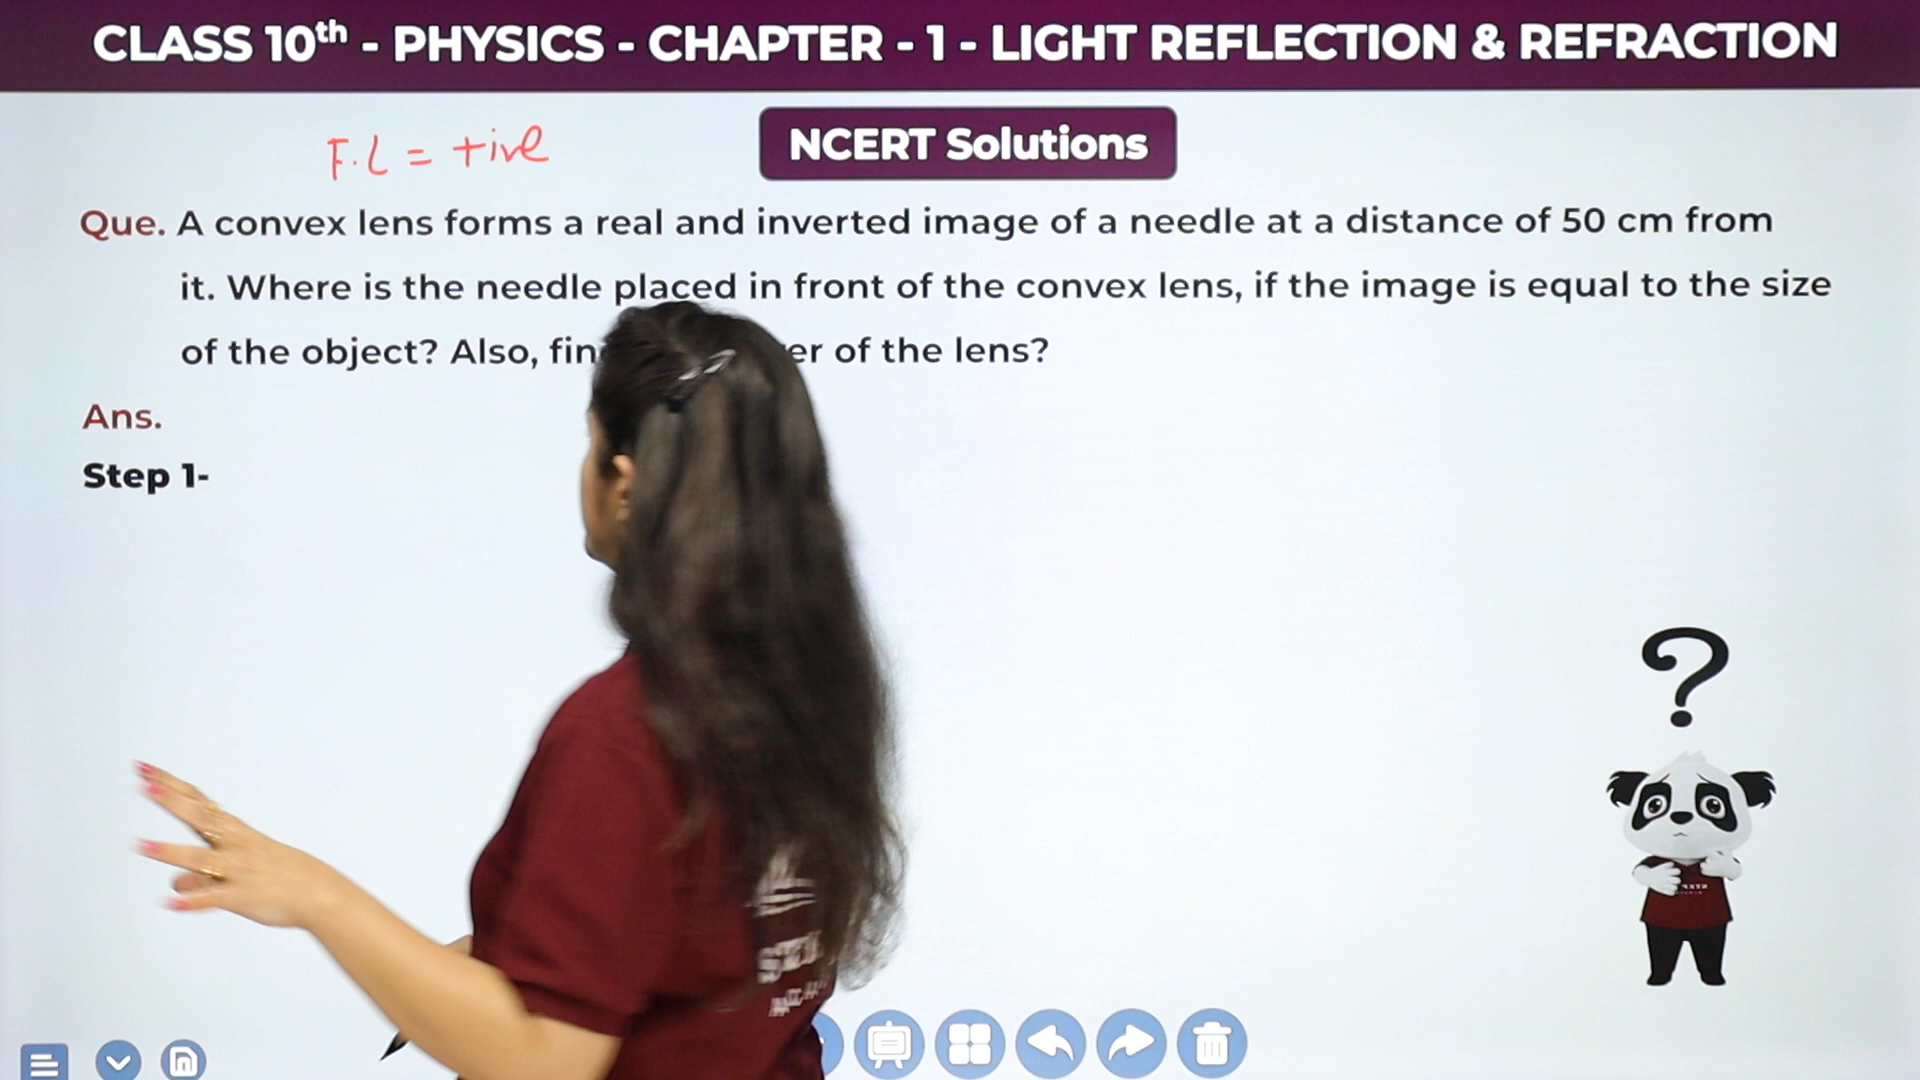 CLASS 10th - PHYSICS - CHAPTER - 1 - LIGHT REFLECTION & REFRACTION
F.L = +ive
NCERT Solutions
Que. A convex lens forms a real and inverted image of a needle at a distance of 50 cm from
it. Where is the needle placed in front of the convex lens, if the image is equal to the size
of the object? Also, fin er of the lens?
Ans.
Step 1-